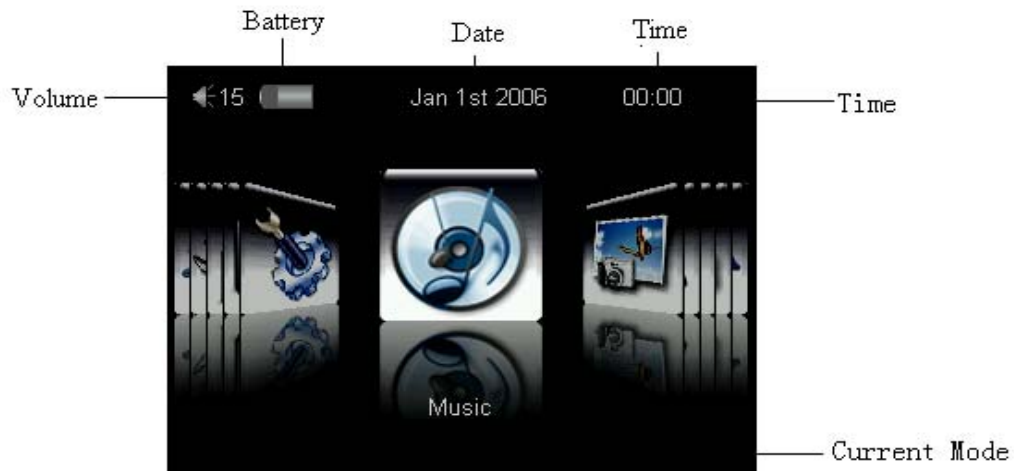 Battery
Date
Time
Volume
15
Jan 1st 2006
00:00
Time
Music
Current Mode